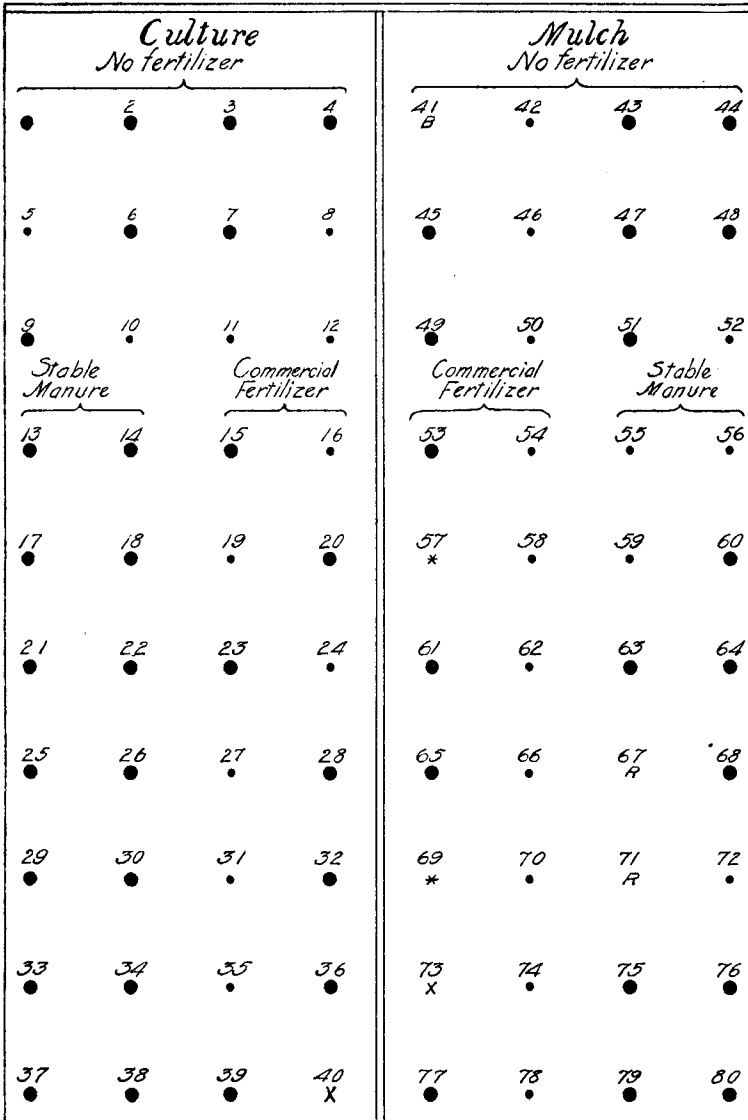 Culture
No fertilizer
2 3 4
5 6 7 8
9 10 11 12
Stable Manure
Commercial Fertilizer
13 14 15 16
17 18 19 20
21 22 23 24
25 26 27 28
29 30 31 32
33 34 35 36
37 38 39 40
X
Mulch
No fertilizer
41 42 43 44
B
45 46 47 48
49 50 51 52
Commercial Fertilizer
Stable Manure
53 54 55 56
57 58 59 60
*
61 62 63 64
65 66 67 68
R
69 70 71 72
* R
73 74 75 76
X
77 78 79 80